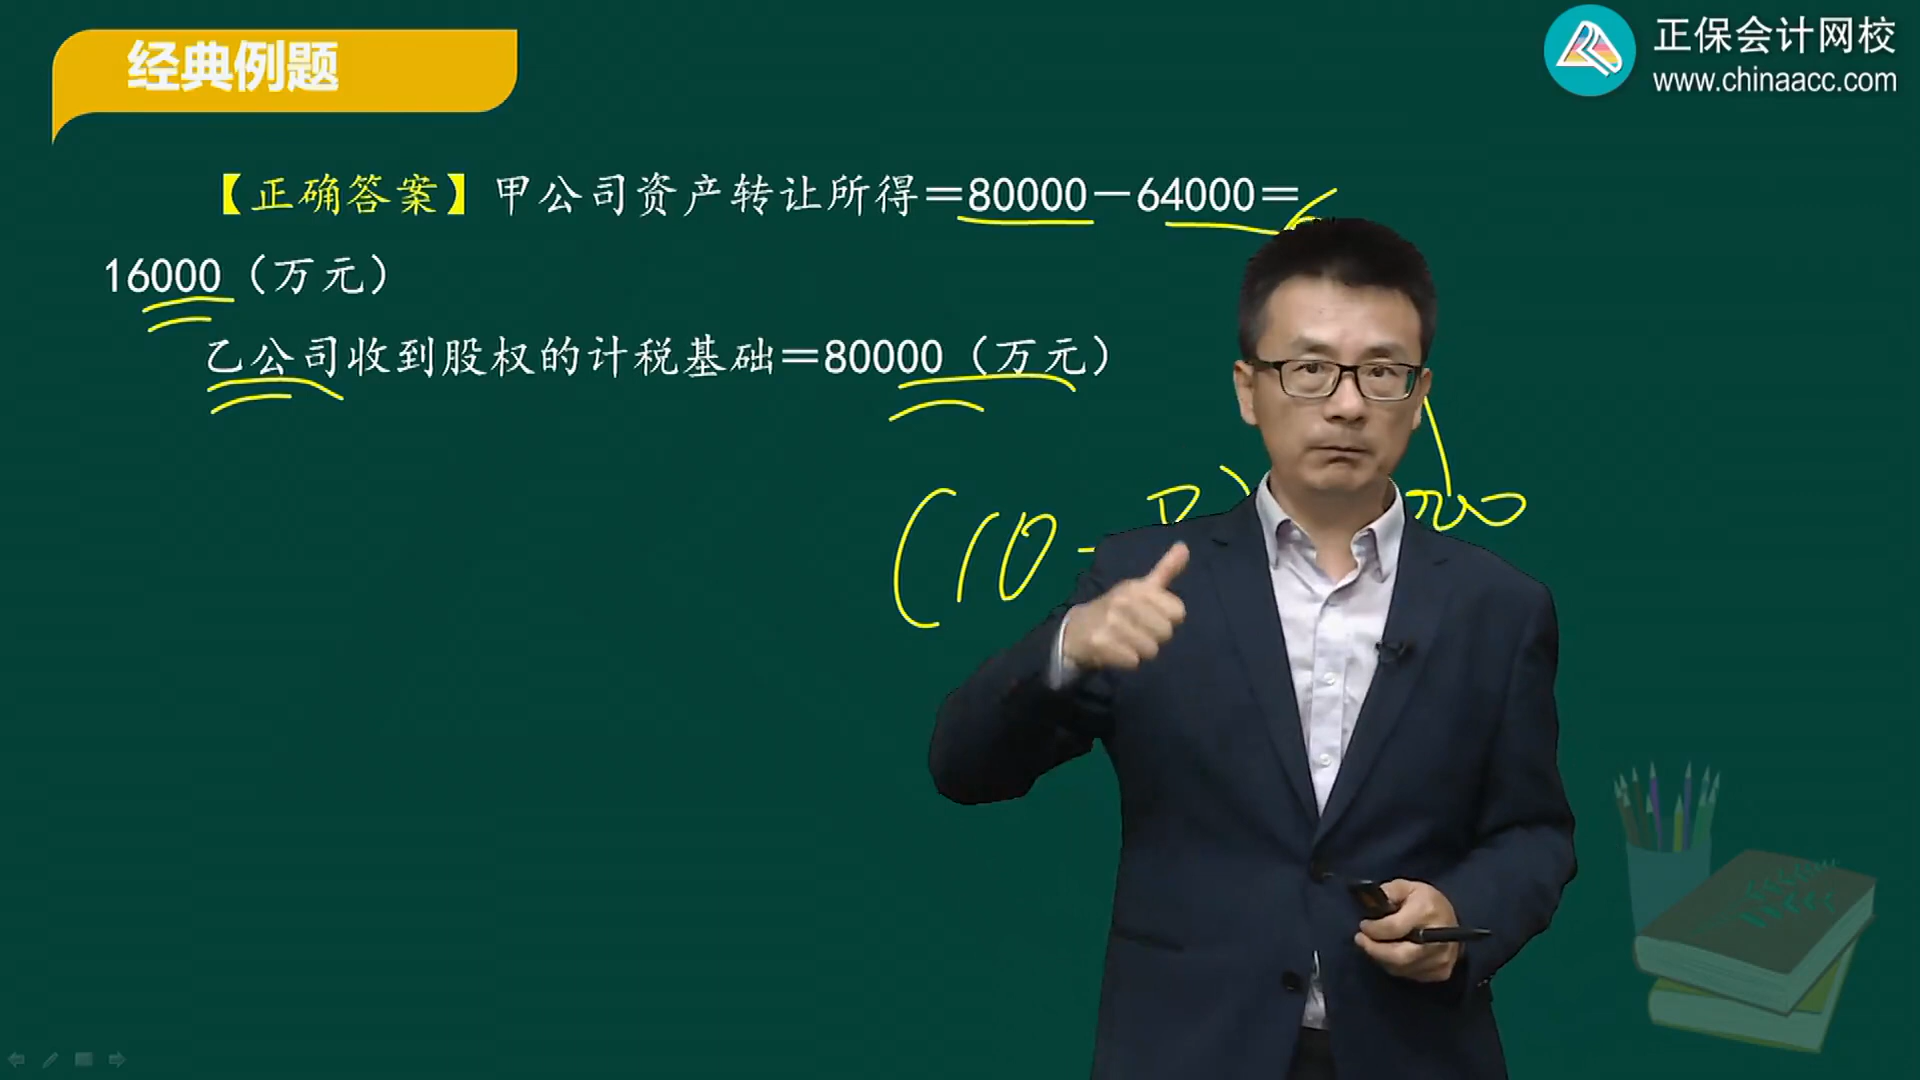 经典例题
正保会计网校
www.chinaacc.com
【正确答案】甲公司资产转让所得＝80000－64000＝
16000（万元）
乙公司收到股权的计税基础＝80000（万元）
(10-